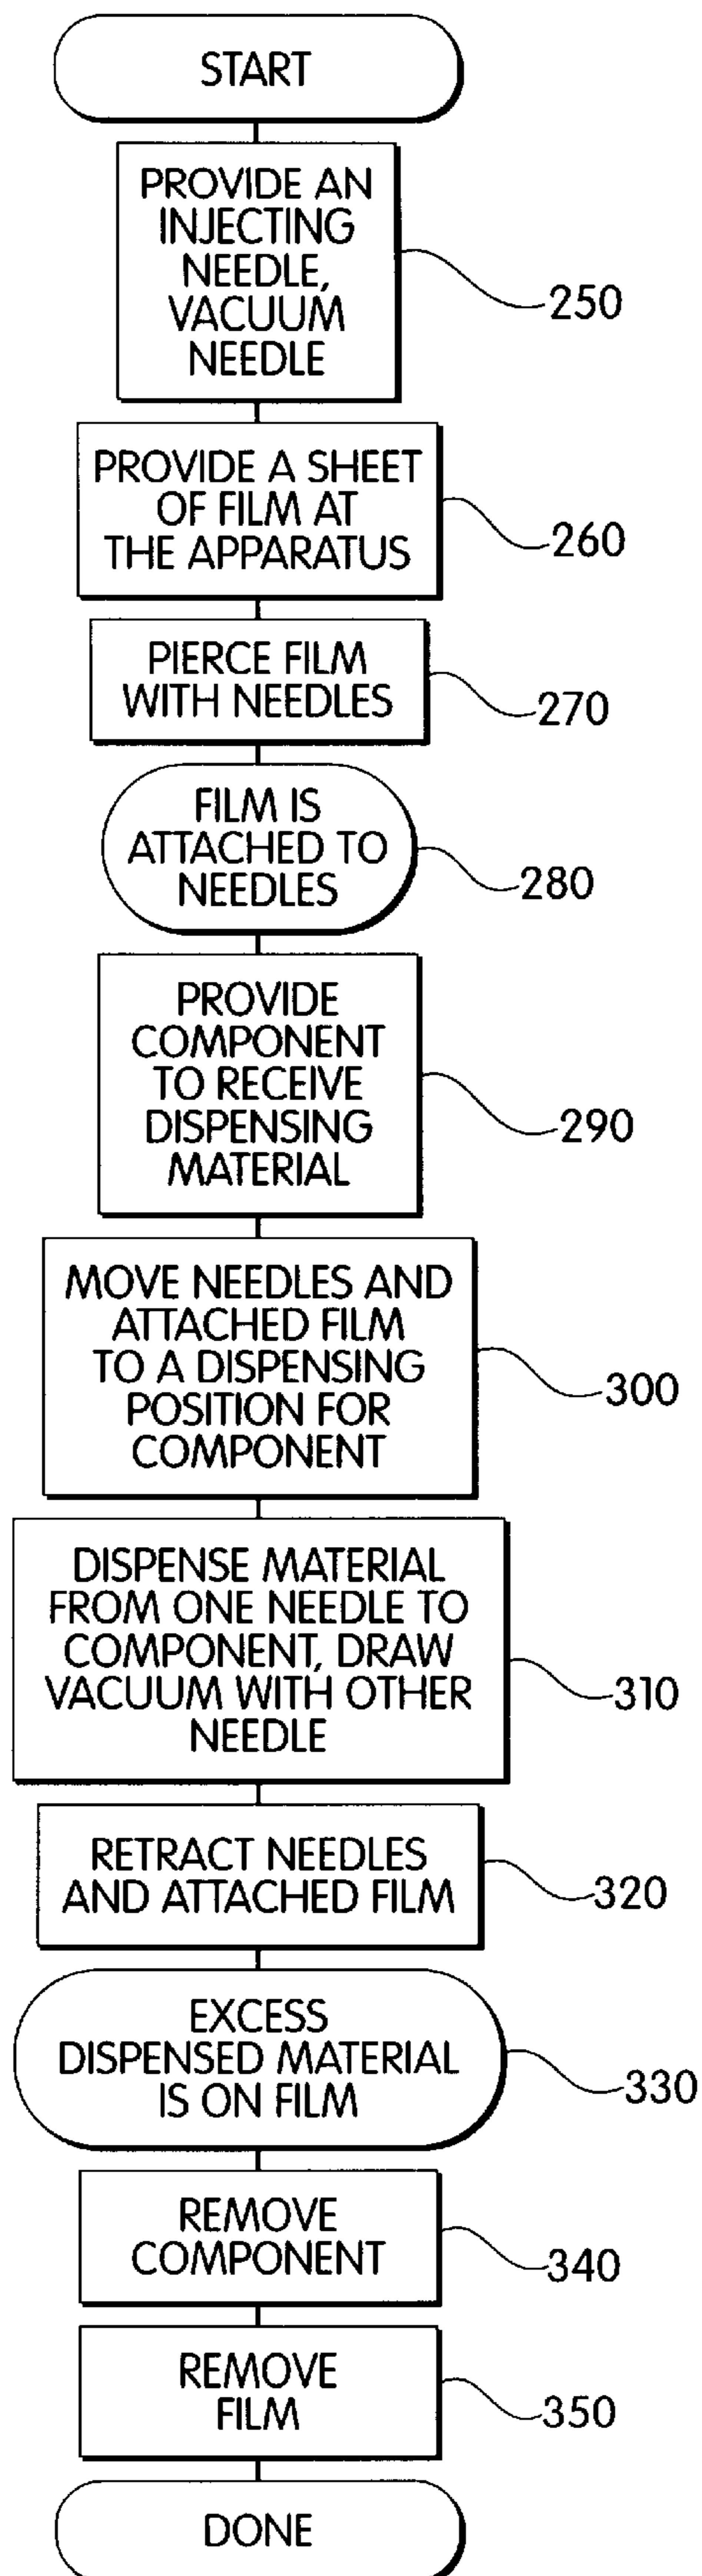 START
PROVIDE AN
INJECTING
NEEDLE,
VACUUM
NEEDLE
250
PROVIDE A SHEET
OF FILM AT
THE APPARATUS
260
PIERCE FILM
WITH NEEDLES
270
FILM IS
ATTACHED TO
NEEDLES
280
PROVIDE
COMPONENT
TO RECEIVE
DISPENSING
MATERIAL
290
MOVE NEEDLES AND
ATTACHED FILM
TO A DISPENSING
POSITION FOR
COMPONENT
300
DISPENSE MATERIAL
FROM ONE NEEDLE TO
COMPONENT, DRAW
VACUUM WITH OTHER
NEEDLE
310
RETRACT NEEDLES
AND ATTACHED FILM
320
EXCESS
DISPENSED MATERIAL
IS ON FILM
330
REMOVE
COMPONENT
340
REMOVE
FILM
350
DONE